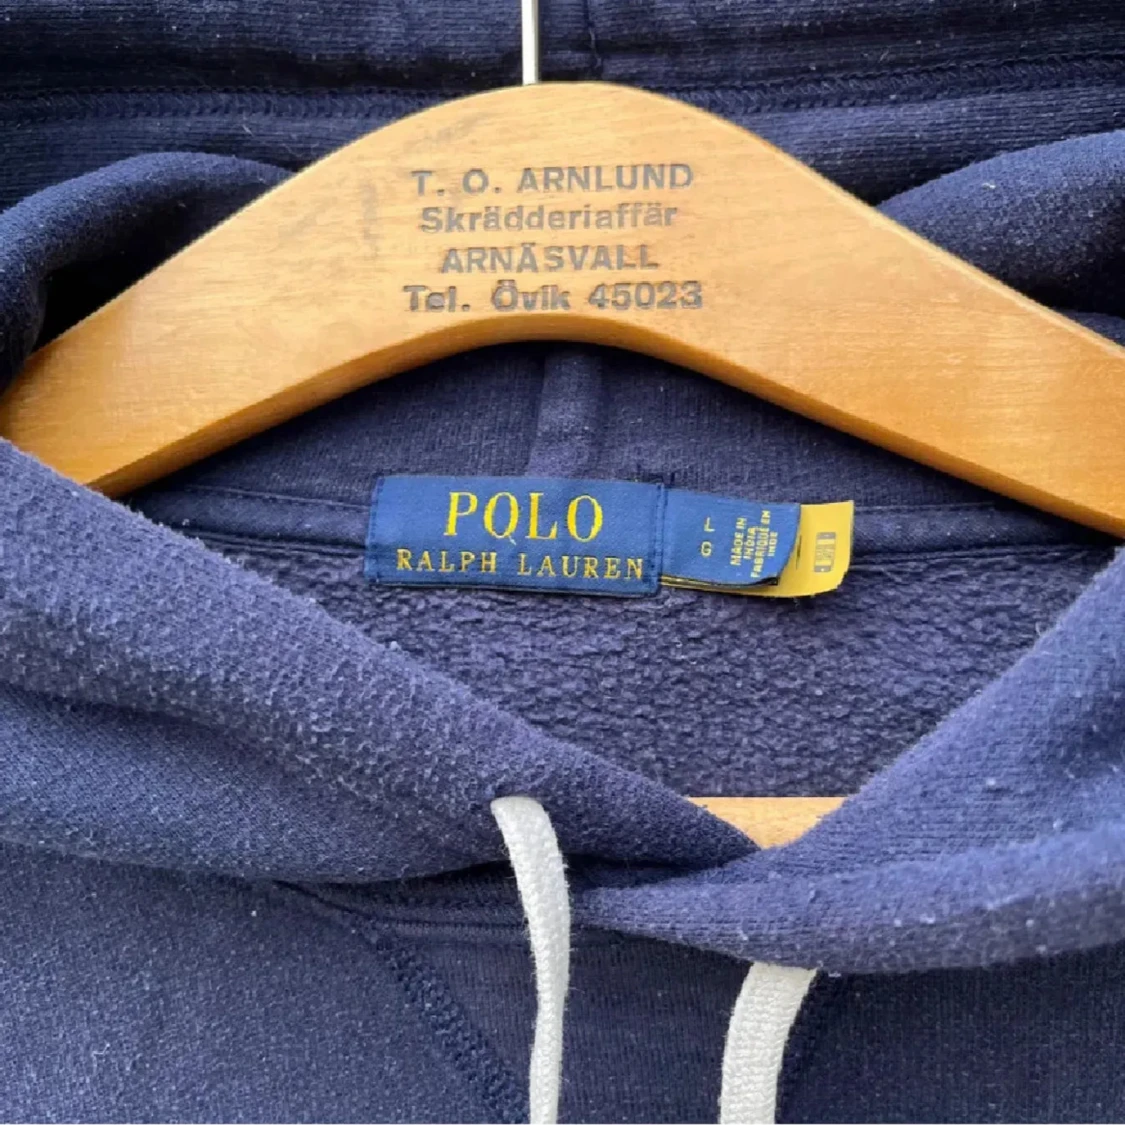 T. O. ARNLUND
Skrädderiaffär
ARNÄSVALL
Tel. Övik 45023
POLO
RALPH LAUREN
L
G
MADE IN
INDIA
FABRIQUÉ EN
INDE